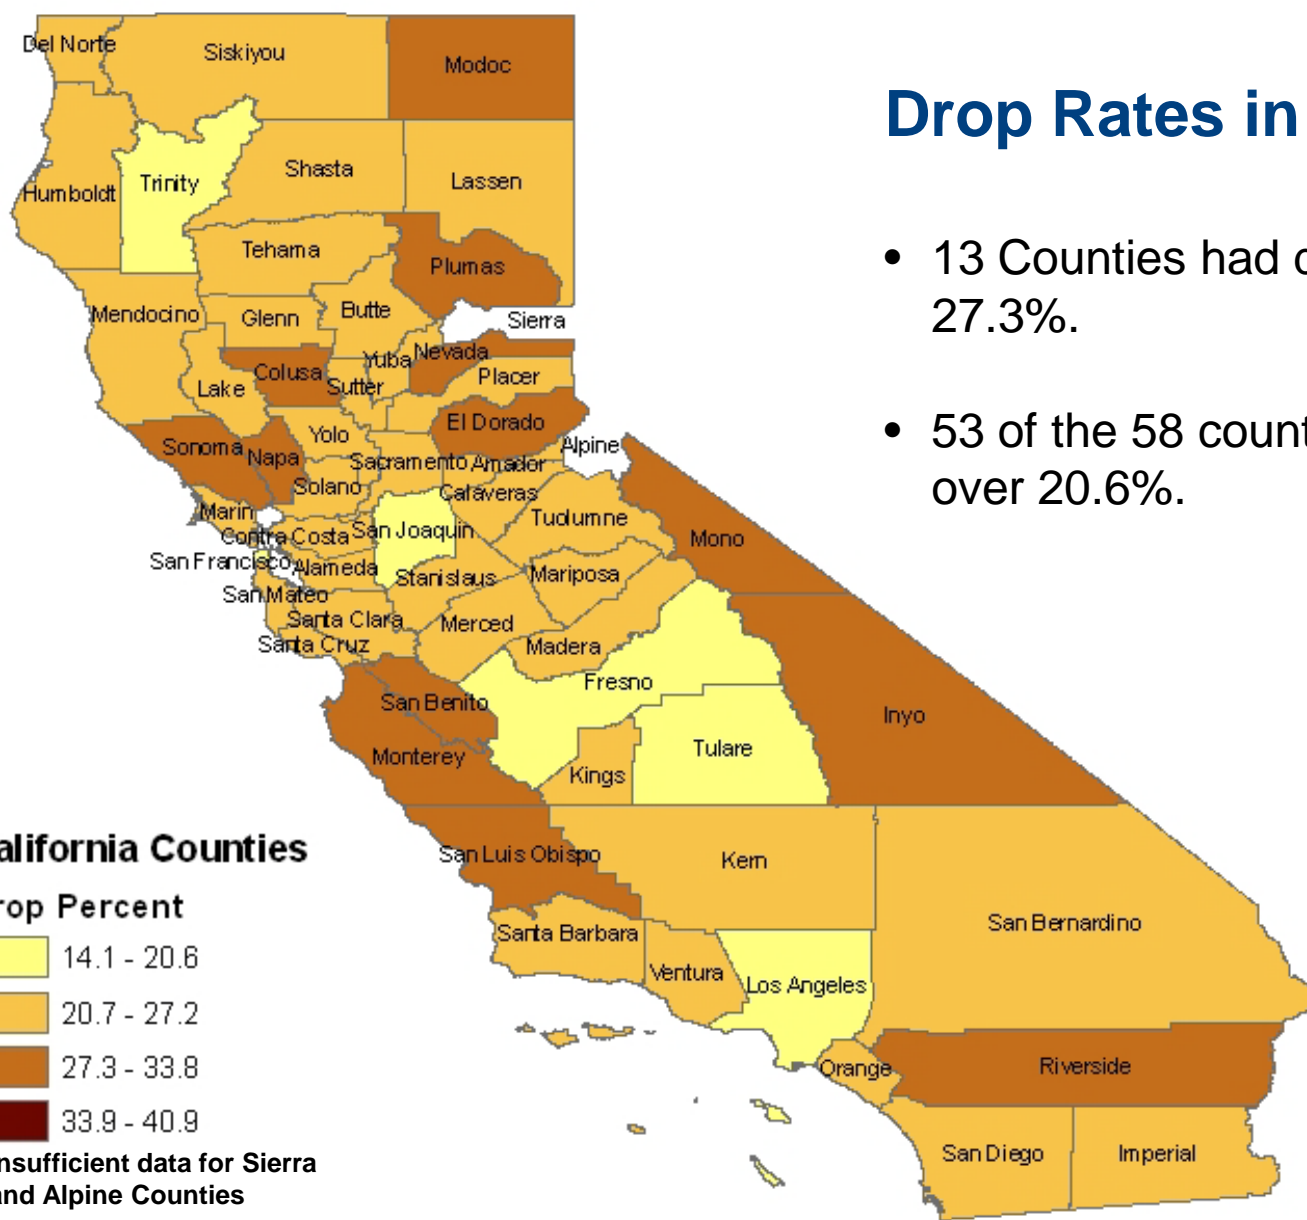 Drop Rates in
• 13 Counties had
27.3%.
• 53 of the 58
over 20.6%.
Del Norte
Siskiyou
Modoc
Humboldt
Trinity
Shasta
Lassen
Tehama
Plumas
Mendocino
Glenn
Butte
Sierra
Lake
Colusa
Sutter
Yuba
Nevada
Placer
Sonoma
Napa
Yolo
El Dorado
Alpine
Solano
Sacramento
Amador
Marin
Calaveras
Contra Costa
San Joaquin
Tuolumne
Mono
San Francisco
Alameda
Stanislaus
Mariposa
San Mateo
Santa Clara
Merced
Santa Cruz
Madera
Fresno
San Benito
Inyo
Monterey
Kings
Tulare
San Luis Obispo
Kern
San Bernardino
Santa Barbara
Ventura
Los Angeles
Orange
Riverside
San Diego
Imperial
alifornia Counties
rop Percent
14.1 - 20.6
20.7 - 27.2
27.3 - 33.8
33.9 - 40.9
nsufficient data for Sierra
and Alpine Counties